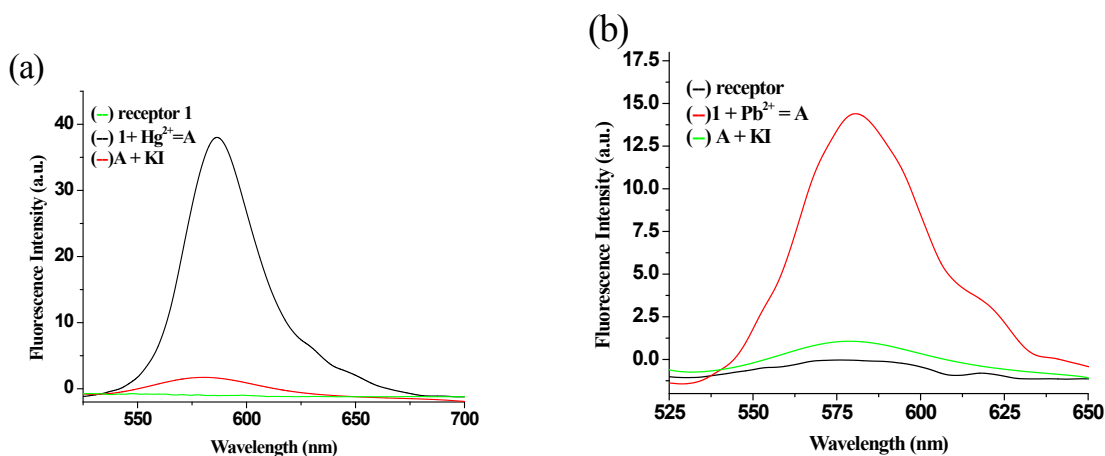 (a)
(–) receptor 1
(–) 1+ Hg²⁺=A
(–)A + KI
40
30
20
10
0
550
600
650
700
Fluorescence Intensity (a.u.)
Wavelength (nm)
(b)
(–) receptor
(–)1 + Pb²⁺ = A
(–) A + KI
17.5
15.0
12.5
10.0
7.5
5.0
2.5
0.0
525
550
575
600
625
650
Fluorescence Intensity (a.u.)
Wavelength (nm)